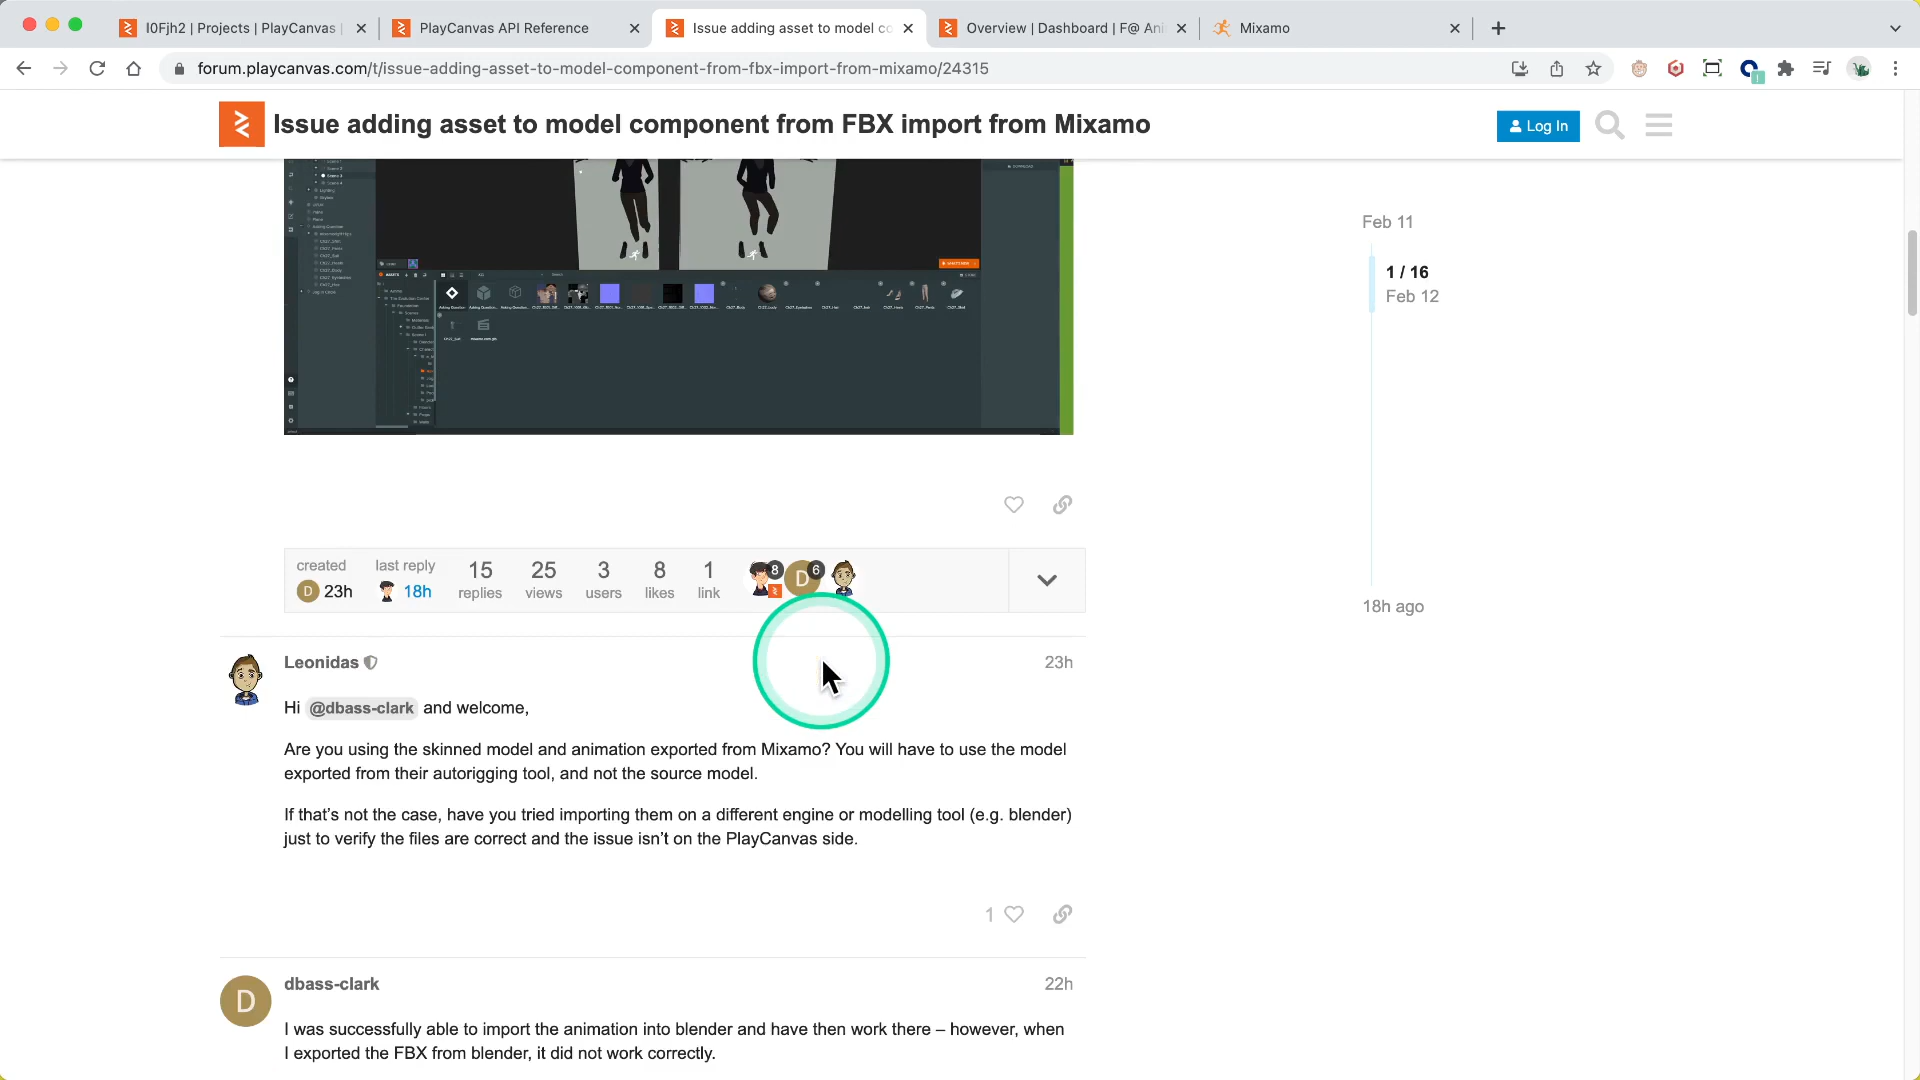 I0Fjh2 | Projects | PlayCanvas
PlayCanvas API Reference
Issue adding asset to model co
Overview | Dashboard | F@ Ani
Mixamo
forum.playcanvas.com/t/issue-adding-asset-to-model-component-from-fbx-import-from-mixamo/24315
Issue adding asset to model component from FBX import from Mixamo
Log In
Feb 11
1 / 16
Feb 12
18h ago
created
D 23h
last reply
18h
15
replies
25
views
3
users
8
likes
1
link
8
D 6
Leonidas
23h
Hi @dbass-clark and welcome,
Are you using the skinned model and animation exported from Mixamo? You will have to use the model
exported from their autorigging tool, and not the source model.
If that's not the case, have you tried importing them on a different engine or modelling tool (e.g. blender)
just to verify the files are correct and the issue isn't on the PlayCanvas side.
1
D
dbass-clark
22h
I was successfully able to import the animation into blender and have then work there – however, when
I exported the FBX from blender, it did not work correctly.